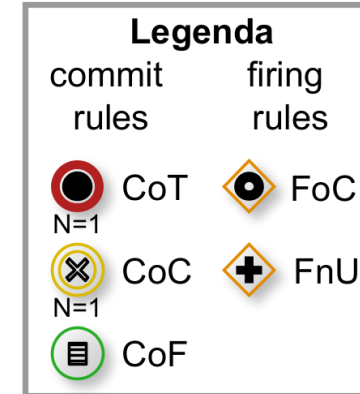 Legenda
commit firing
rules rules
CoT FoC
N=1
CoC FnU
N=1
CoF